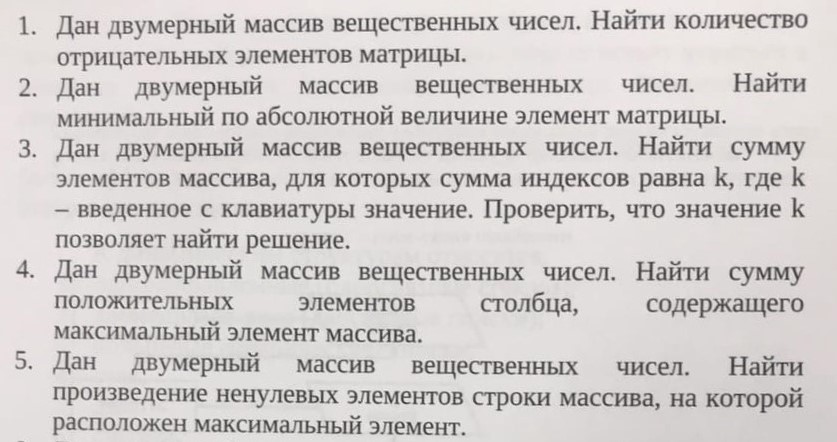 1. Дан двумерный массив вещественных чисел. Найти количество
отрицательных элементов матрицы.
2. Дан двумерный массив вещественных чисел. Найти
минимальный по абсолютной величине элемент матрицы.
3. Дан двумерный массив вещественных чисел. Найти сумму
элементов массива, для которых сумма индексов равна k, где k
– введенное с клавиатуры значение. Проверить, что значение k
позволяет найти решение.
4. Дан двумерный массив вещественных чисел. Найти сумму
положительных элементов столбца, содержащего
максимальный элемент массива.
5. Дан двумерный массив вещественных чисел. Найти
произведение ненулевых элементов строки массива, на которой
расположен максимальный элемент.